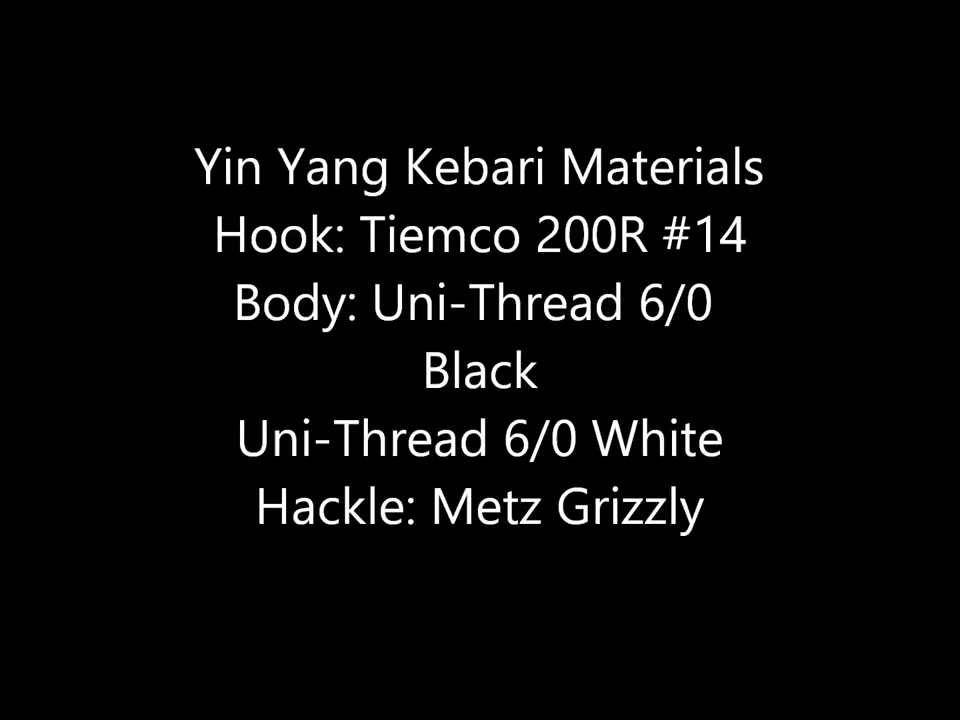 Yin Yang Kebari Materials
Hook: Tiemco 200R #14
Body: Uni-Thread 6/0
Black
Uni-Thread 6/0 White
Hackle: Metz Grizzly